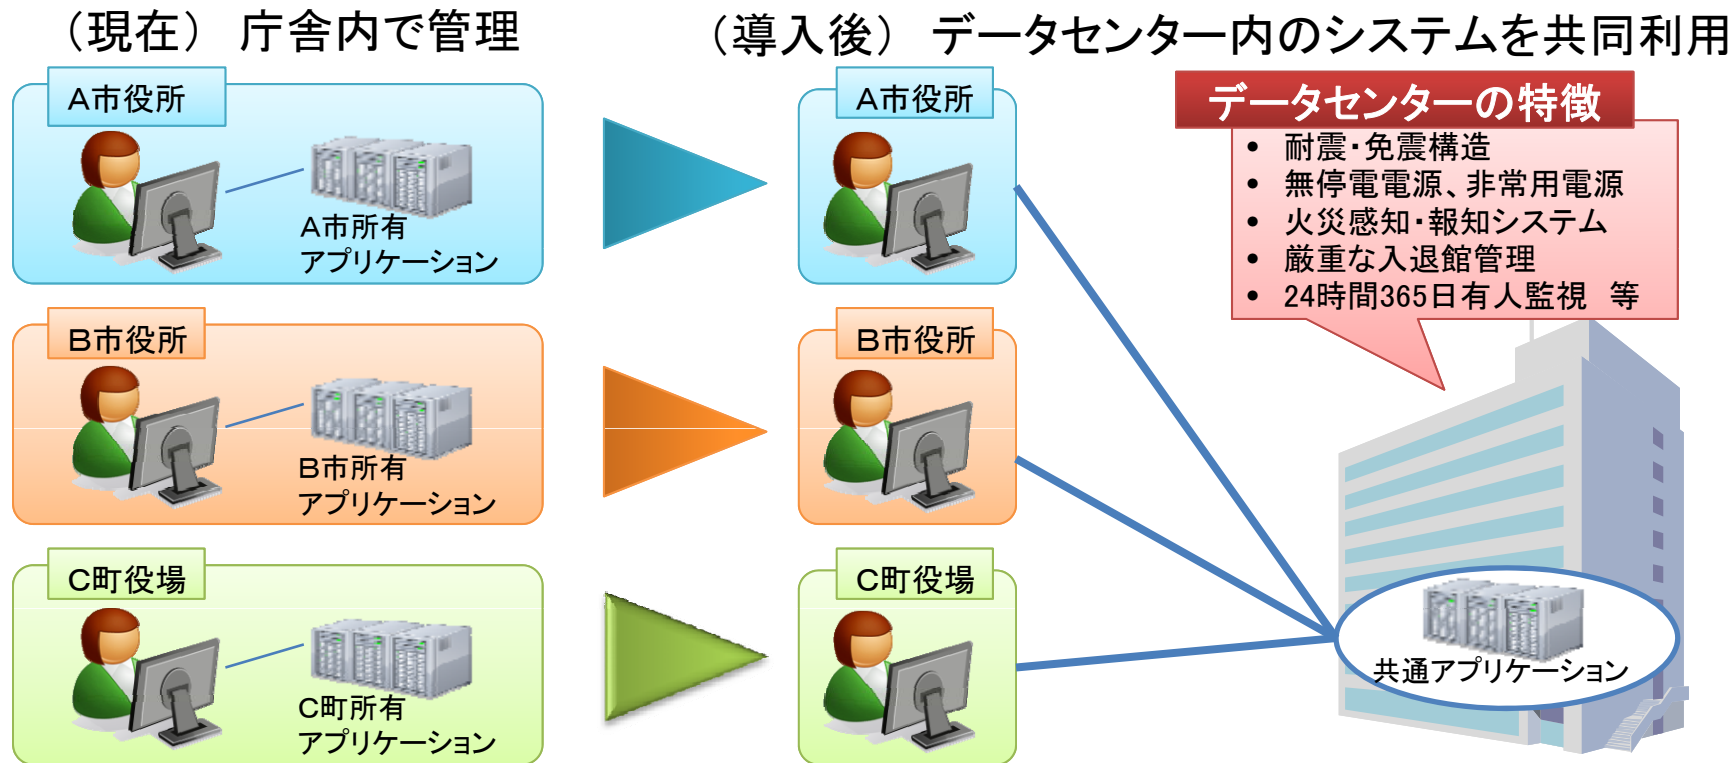 （現在） 庁舎内で管理
（導入後） データセンター内のシステムを共同利用
A市役所
A市所有
アプリケーション
B市役所
B市所有
アプリケーション
C町役場
C町所有
アプリケーション
A市役所
B市役所
C町役場
データセンターの特徴
• 耐震・免震構造
• 無停電電源、非常用電源
• 火災感知・報知システム
• 厳重な入退館管理
• 24時間365日有人監視 等
共通アプリケーション